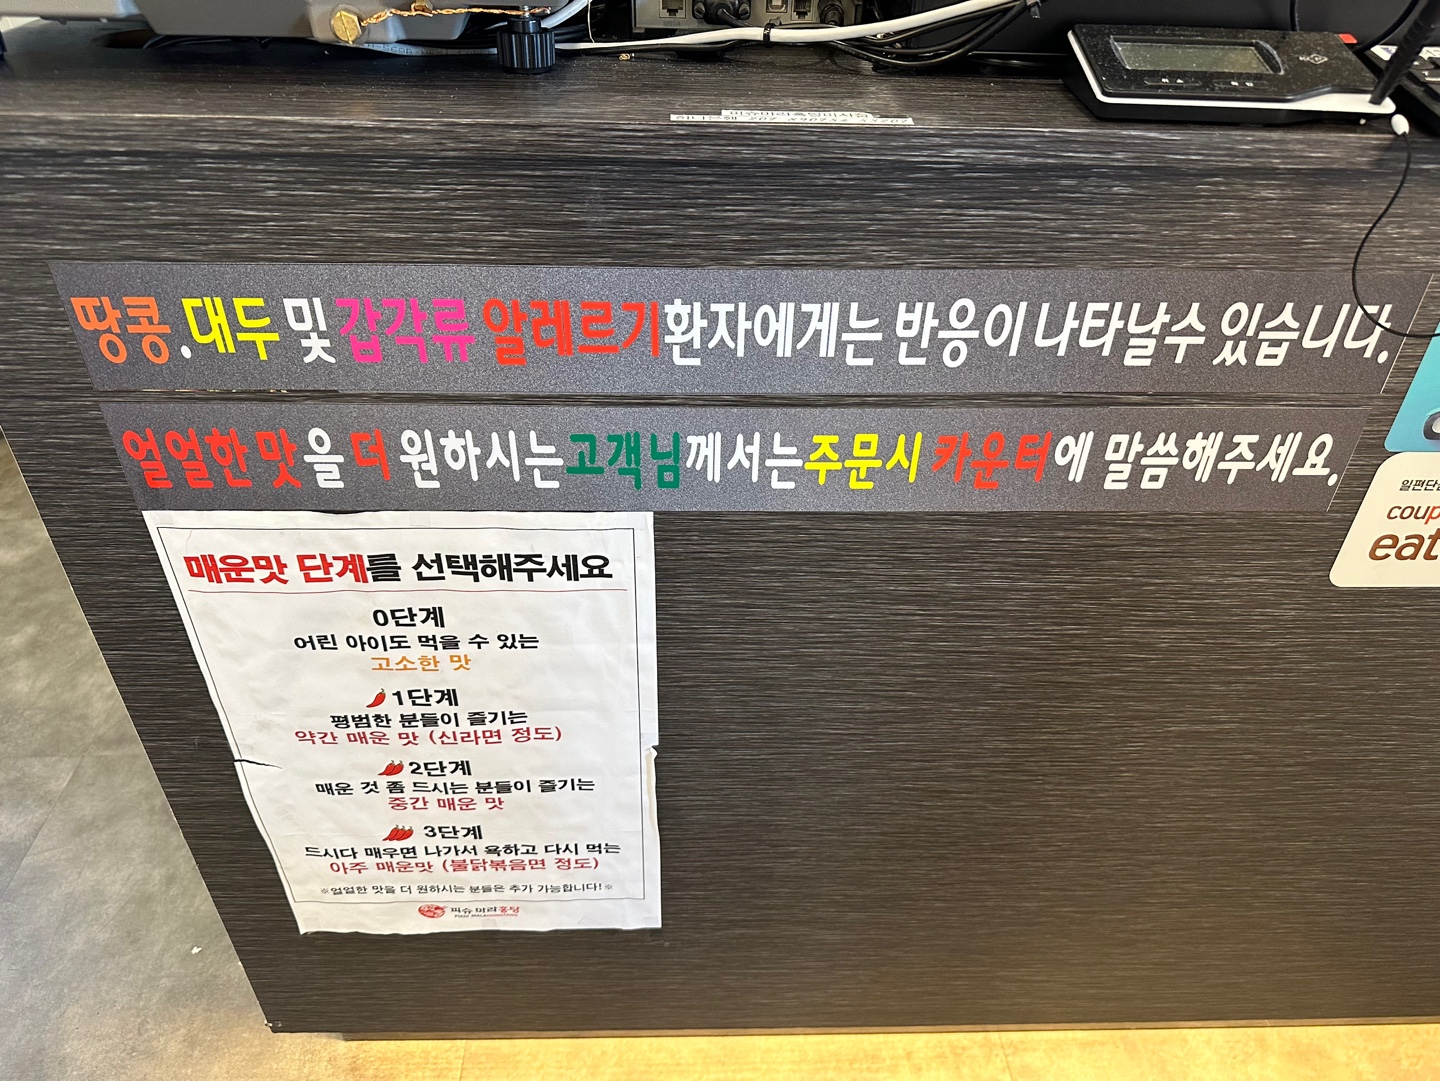 땅콩.대두 및 갑각류 알레르기환자에게는 반응이 나타날수 있습니다.
얼얼한 맛을 더 원하시는고객님께서는주문시 카운터에 말씀해주세요.
매운맛 단계를 선택해주세요
0단계
어린 아이도 먹을 수 있는
고소한 맛
1단계
평범한 분들이 즐기는
약간 매운 맛 (신라면 정도)
2단계
매운 것 좀 드시는 분들이 즐기는
중간 매운 맛
3단계
드시다 매우면 나가서 욕하고 다시 먹는
아주 매운맛 (불닭볶음면 정도)
※얼얼한 맛을 더 원하시는 분들은 추가 가능합니다!※
피슈마라홍탕
coup
eat